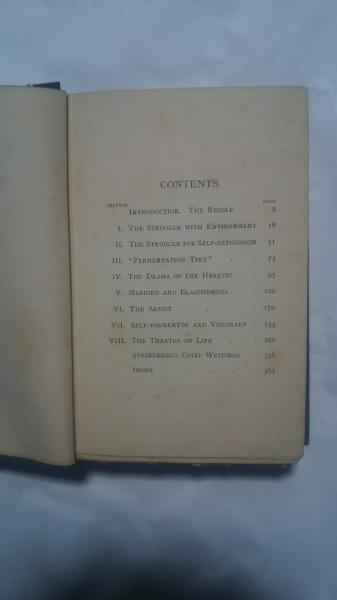 CONTENTS
CHAPTER PAGE
INTRODUCTION. THE RIDDLE . 9
I. THE STRUGGLE WITH ENVIRONMENT 18
II. THE STRUGGLE FOR SELF-EXPRESSION 51
III. "FERMENTATION TIME" . . 73
IV. THE DRAMA OF THE HERETIC . 95
V. MARRIED AND BLASPHEMOUS . . 120
VI. THE ARTIST . . . . 170
VII. SELF-TORMENTOR AND VISIONARY . 233
VIII. THE THEATRE OF LIFE . . . 288
STRINDBERG'S CHIEF WRITINGS . 356
INDEX . . . . . . 363